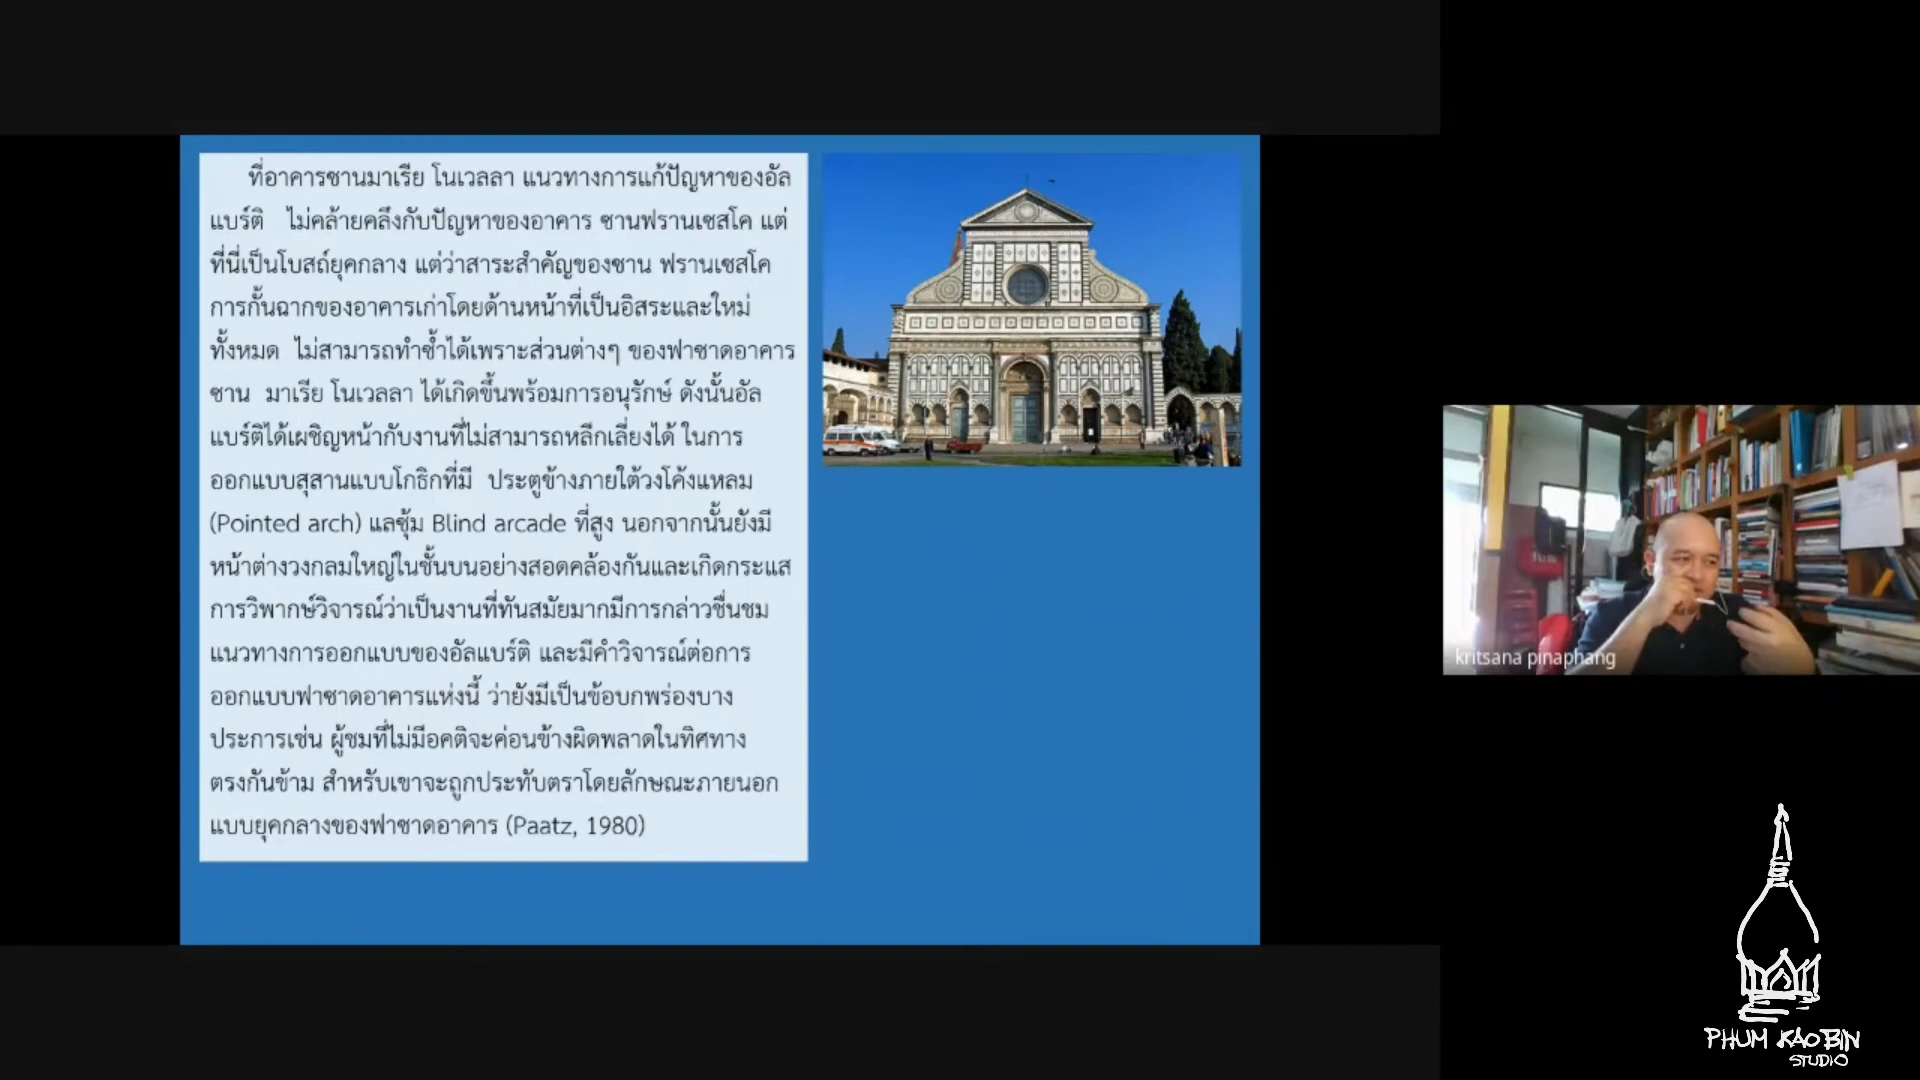 ที่อาคารซานมาเรีย โนเวลลา แนวทางการแก้ปัญหาของอัล
แบร์ติ ไม่คล้ายคลึงกับปัญหาของอาคาร ซานฟรานเซสโค แต่
ที่นี่เป็นโบสถ์ยุคกลาง แต่ว่าสาระสำคัญของซาน ฟรานเซสโค
การกั้นฉากของอาคารเก่าโดยด้านหน้าที่เป็นอิสระและใหม่
ทั้งหมด ไม่สามารถทำซ้ำได้เพราะส่วนต่างๆ ของฟาซาดอาคาร
ซาน มาเรีย โนเวลลา ได้เกิดขึ้นพร้อมการอนุรักษ์ ดังนั้นอัล
แบร์ติได้เผชิญหน้ากับงานที่ไม่สามารถหลีกเลี่ยงได้ ในการ
ออกแบบสุสานแบบโกธิกที่มี ประตูข้างภายใต้วงโค้งแหลม
(Pointed arch) แลซุ้ม Blind arcade ที่สูง นอกจากนั้นยังมี
หน้าต่างวงกลมใหญ่ในชั้นบนอย่างสอดคล้องกันและเกิดกระแส
การวิพากษ์วิจารณ์ว่าเป็นงานที่ทันสมัยมากมีการกล่าวชื่นชม
แนวทางการออกแบบของอัลแบร์ติ และมีคำวิจารณ์ต่อการ
ออกแบบฟาซาดอาคารแห่งนี้ ว่ายังมีเป็นข้อบกพร่องบาง
ประการเช่น ผู้ชมที่ไม่มีอคติจะค่อนข้างผิดพลาดในทิศทาง
ตรงกันข้าม สำหรับเขาจะถูกประทับตราโดยลักษณะภายนอก
แบบยุคกลางของฟาซาดอาคาร (Paatz, 1980)
kritsana pinaphang
PHUM KAOBIN
STUDIO